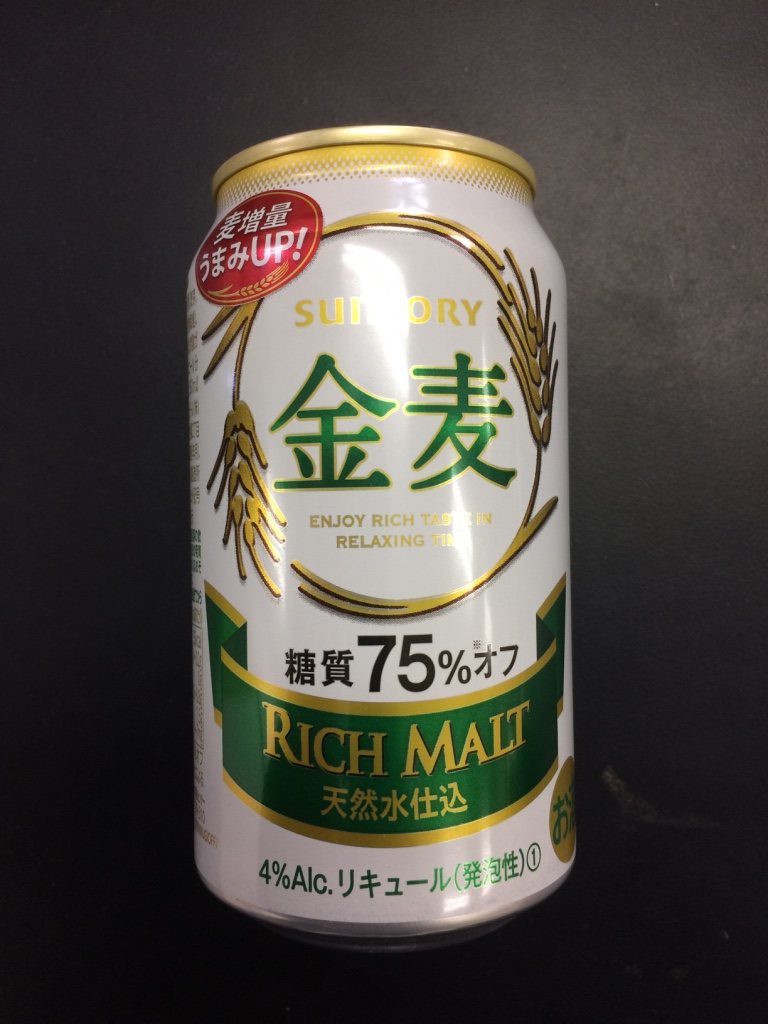 麦増量
うまみUP!
SUNTORY
金麦
ENJOY RICH TASTE IN
RELAXING TIME
糖質75%※オフ
RICH MALT
天然水仕込
お酒
4%Alc.リキュール(発泡性)①